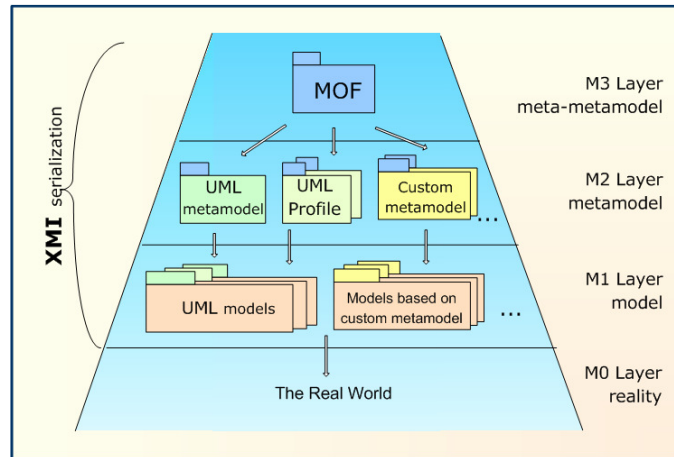 MOF
M3 Layer
meta-metamodel
XMI serialization
UML
metamodel
UML
Profile
Custom
metamodel
...
M2 Layer
metamodel
UML models
Models based on
custom metamodel
...
M1 Layer
model
The Real World
M0 Layer
reality